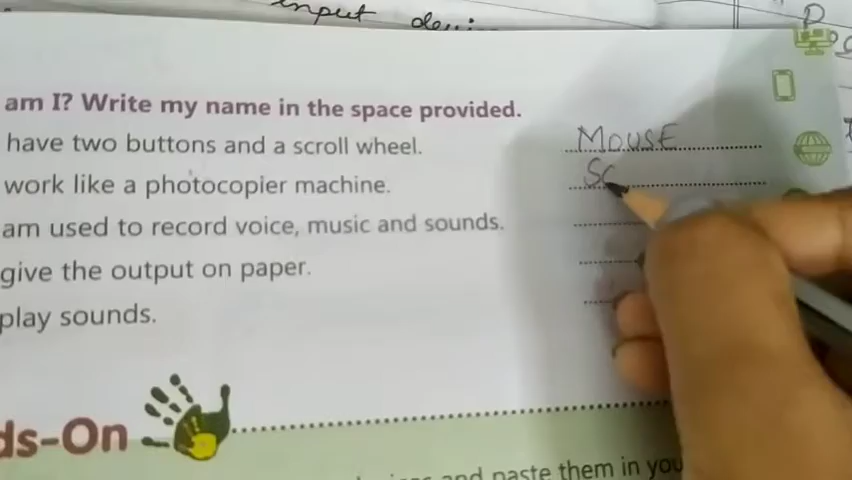 input
am I? Write my name in the space provided.
have two buttons and a scroll wheel. MOUSE
work like a photocopier machine. SC
am used to record voice, music and sounds.
give the output on paper.
play sounds.
ds-On
and paste them in you